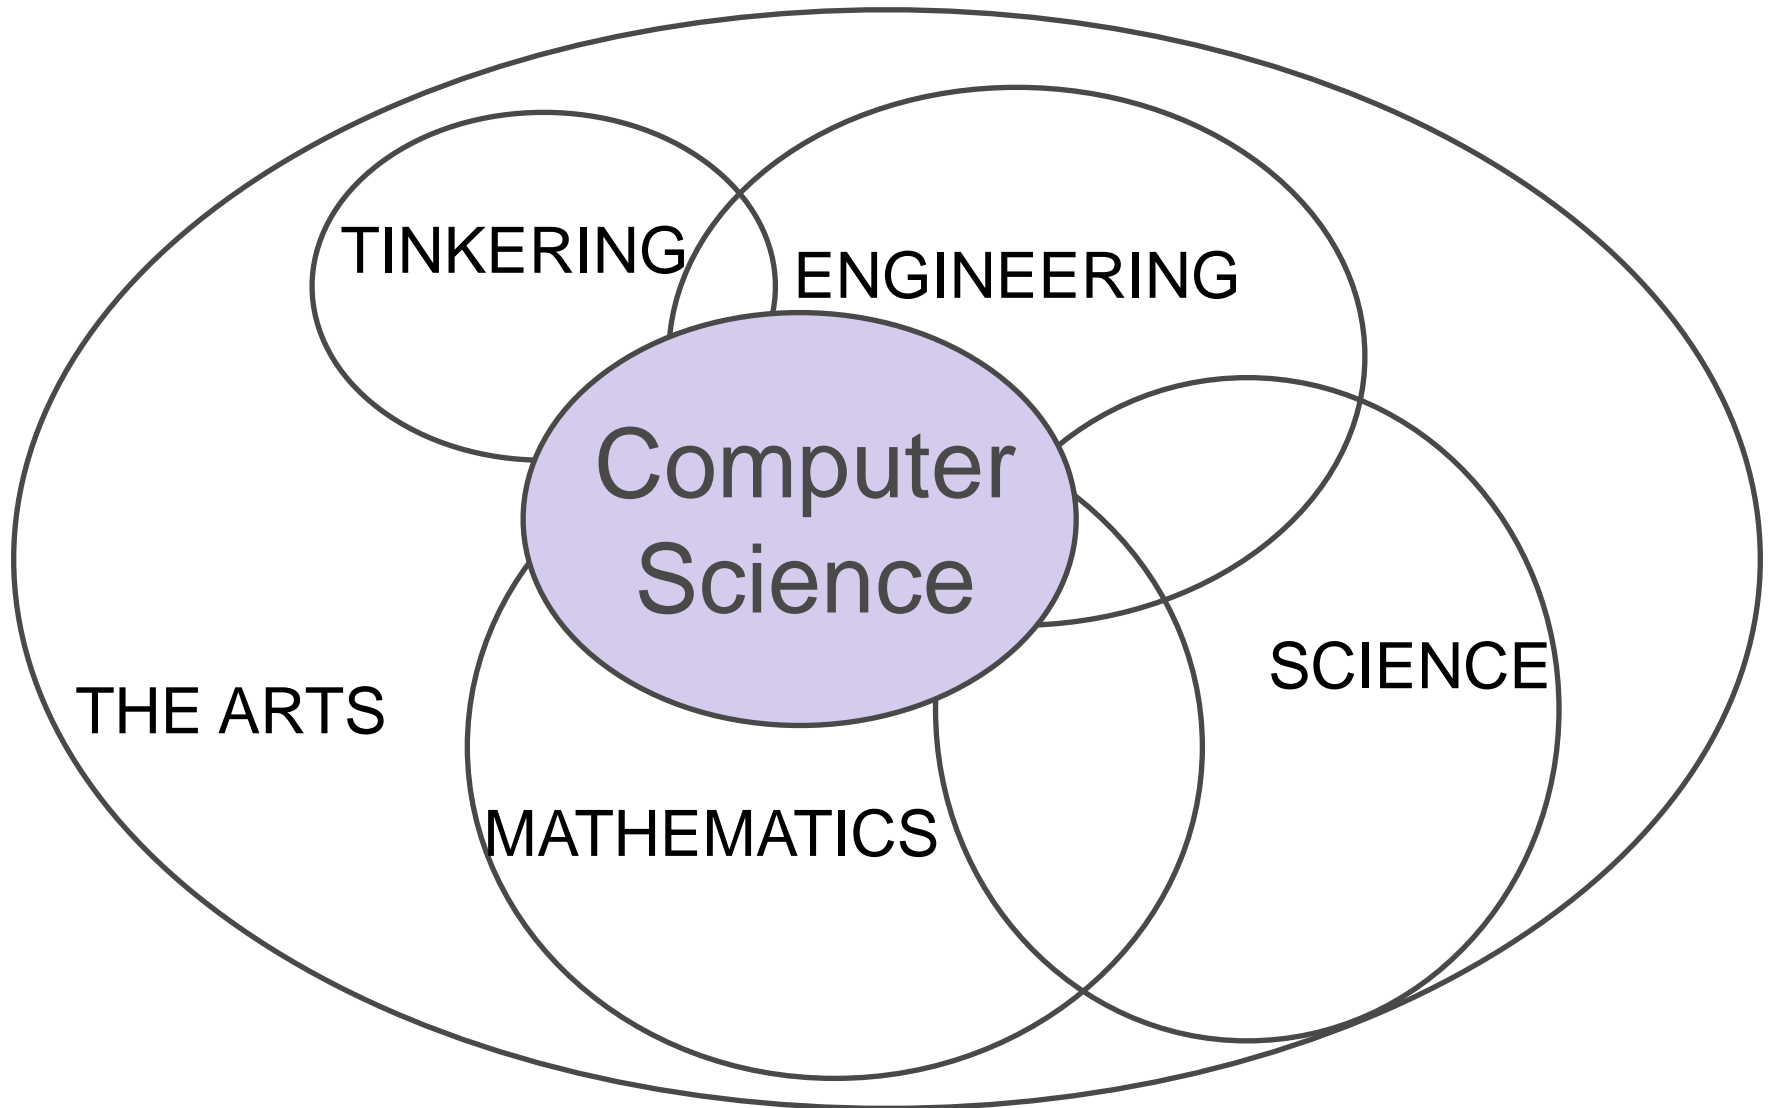 TINKERING
ENGINEERING
Computer
Science
SCIENCE
THE ARTS
MATHEMATICS